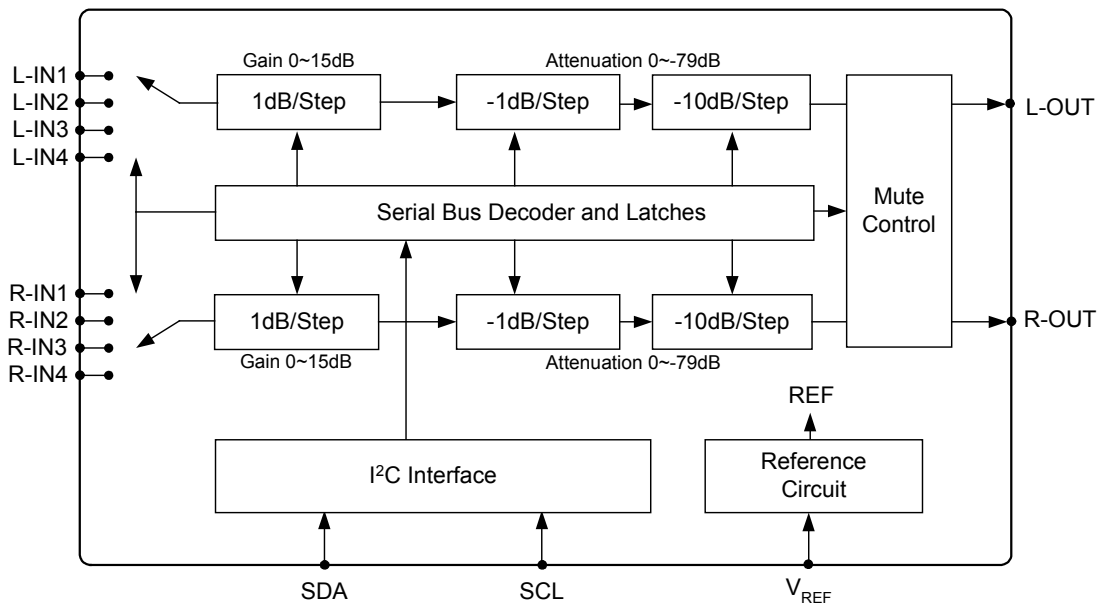 Gain 0~15dB
Attenuation 0~-79dB
L-IN1
L-IN2
L-IN3
L-IN4
1dB/Step
-1dB/Step
-10dB/Step
L-OUT
Serial Bus Decoder and Latches
Mute
Control
R-IN1
R-IN2
R-IN3
R-IN4
1dB/Step
-1dB/Step
-10dB/Step
R-OUT
Gain 0~15dB
Attenuation 0~-79dB
REF
I²C Interface
Reference
Circuit
SDA
SCL
VREF